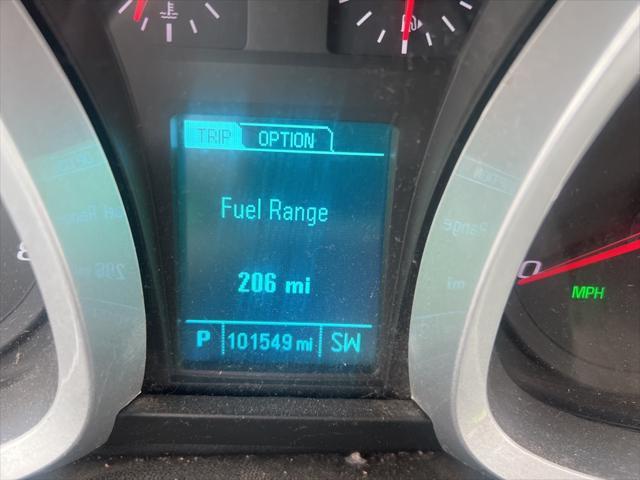 TRIP OPTION
Fuel Range
206 mi
P 101549 mi SW
MPH